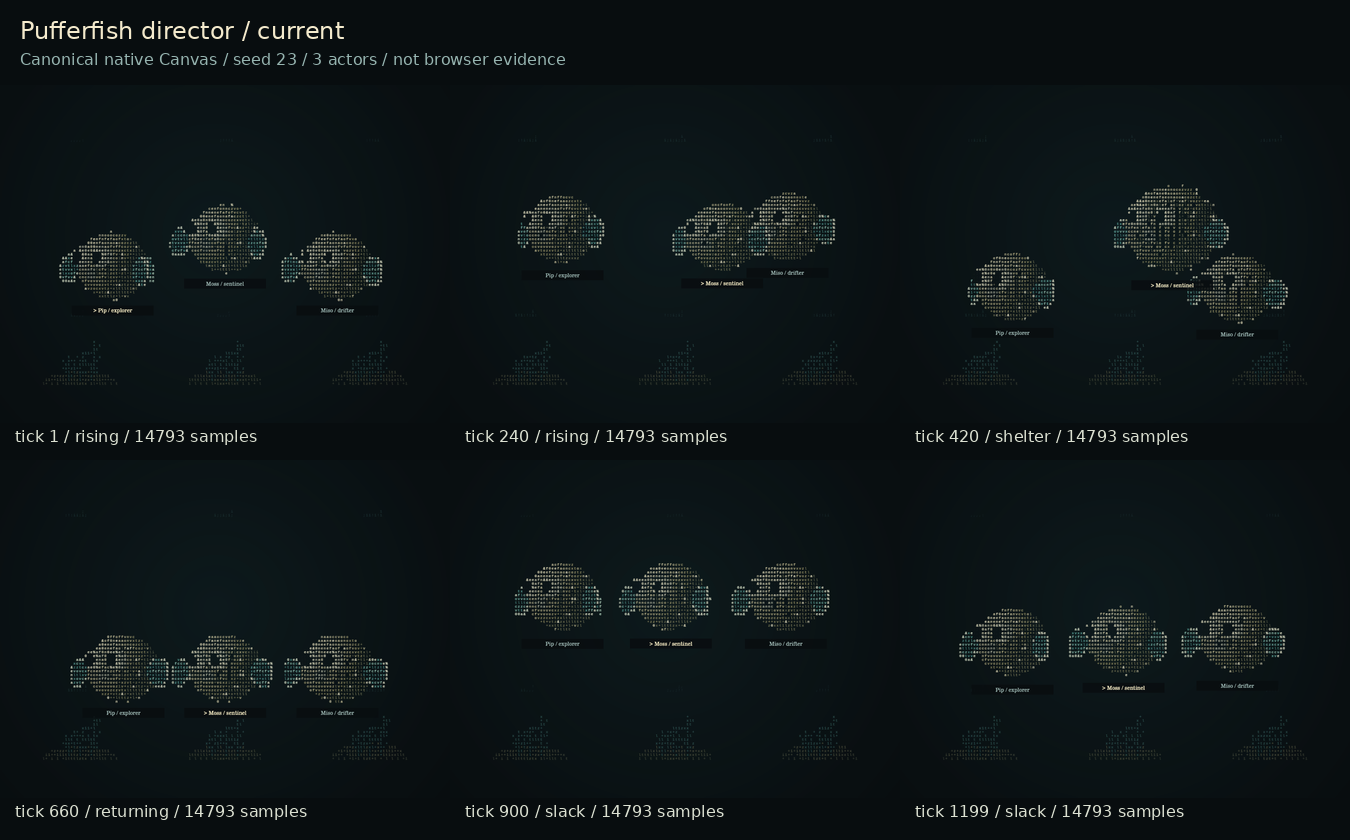 Pufferfish director / current
Canonical native Canvas / seed 23 / 3 actors / not browser evidence
Moss / sentinel
> Pip / explorer
Miso / drifter
tick 1 / rising / 14793 samples
Pip / explorer
Miso / drifter
> Moss / sentinel
tick 240 / rising / 14793 samples
> Moss / sentinel
Pip / explorer
Miso / drifter
tick 420 / shelter / 14793 samples
Pip / explorer
> Moss / sentinel
Miso / drifter
tick 660 / returning / 14793 samples
Pip / explorer
> Moss / sentinel
Miso / drifter
tick 900 / slack / 14793 samples
Pip / explorer
> Moss / sentinel
Miso / drifter
tick 1199 / slack / 14793 samples